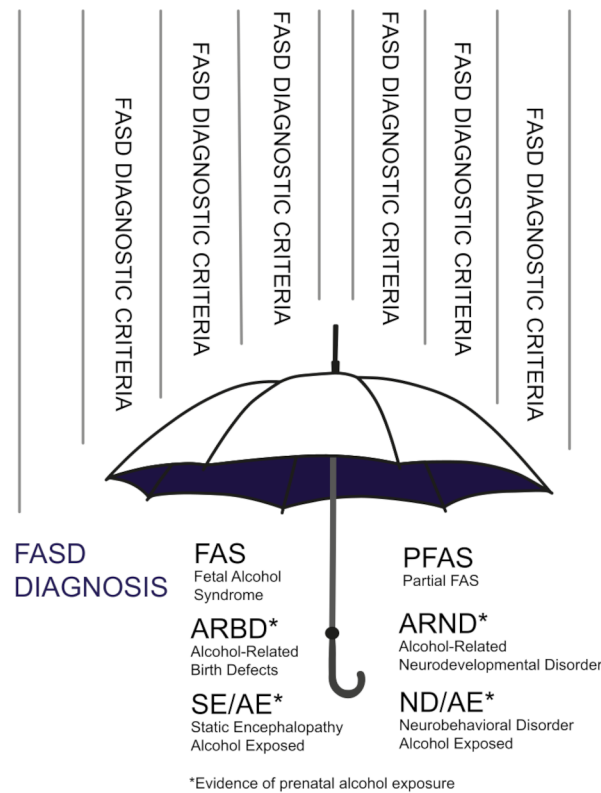 FASD DIAGNOSTIC CRITERIA
FASD DIAGNOSTIC CRITERIA
FASD DIAGNOSTIC CRITERIA
FASD DIAGNOSTIC CRITERIA
FASD DIAGNOSTIC CRITERIA
FASD DIAGNOSTIC CRITERIA
FASD
DIAGNOSIS
FAS
Fetal Alcohol
Syndrome
PFAS
Partial FAS
ARBD*
Alcohol-Related
Birth Defects
ARND*
Alcohol-Related
Neurodevelopmental Disorder
SE/AE*
Static Encephalopathy
Alcohol Exposed
ND/AE*
Neurobehavioral Disorder
Alcohol Exposed
*Evidence of prenatal alcohol exposure